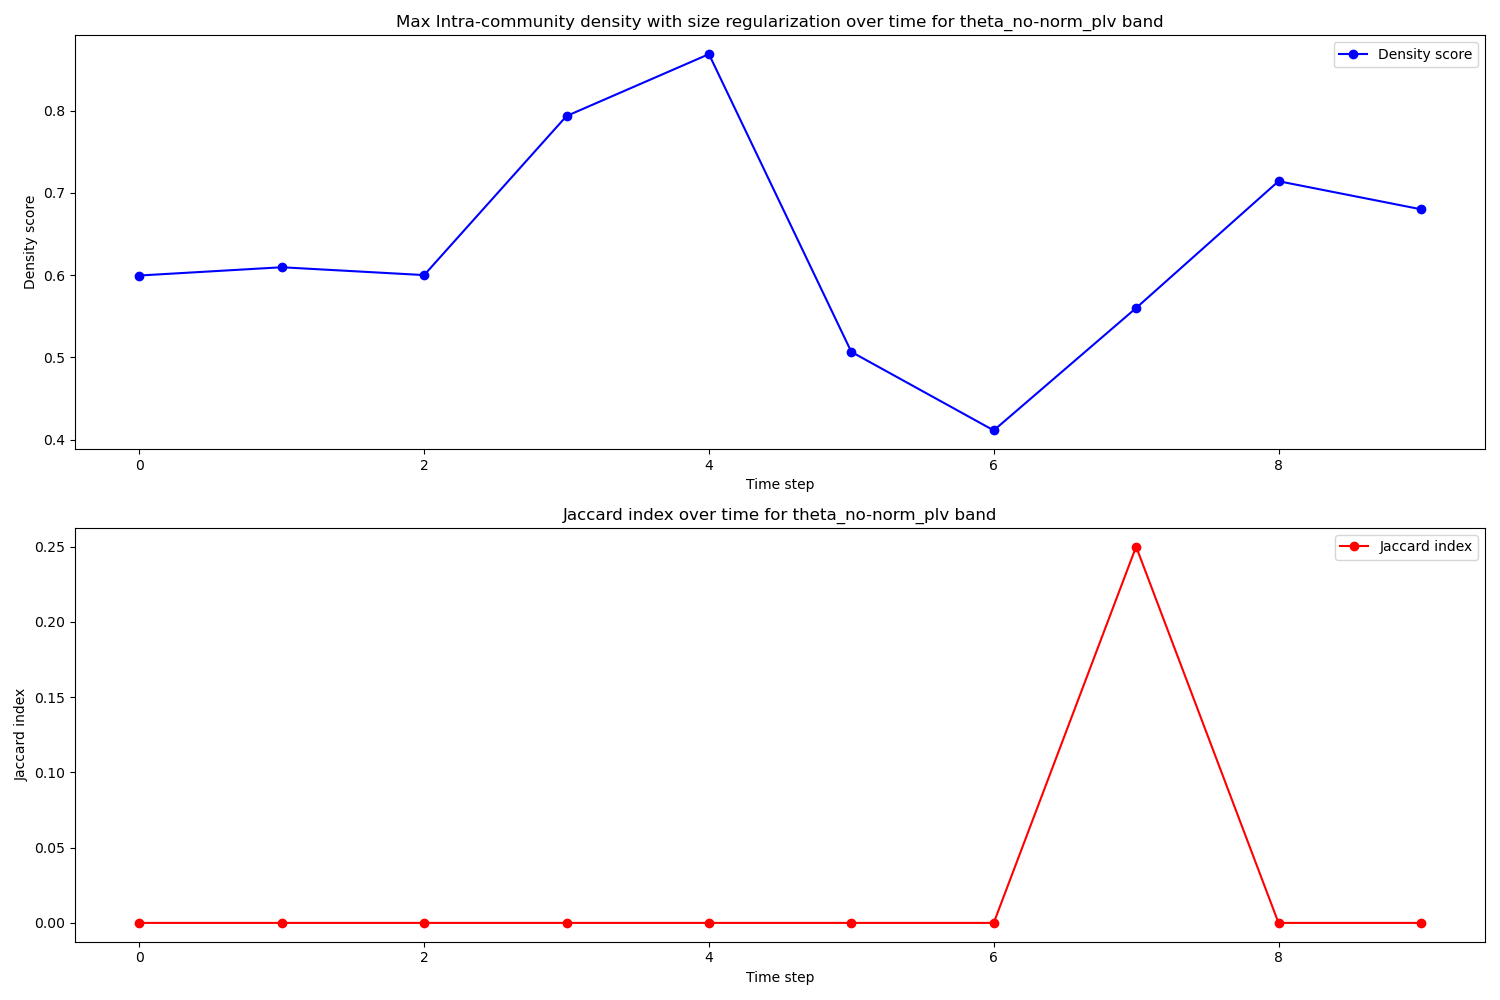 Max Intra-community density with size regularization over time for theta_no-norm_plv band
Density score
0.8
0.7
0.6
0.5
0.4
Density score
0 2 4 6 8
Time step
Jaccard index over time for theta_no-norm_plv band
Jaccard index
0.25
0.20
0.15
0.10
0.05
0.00
Jaccard index
0 2 4 6 8
Time step